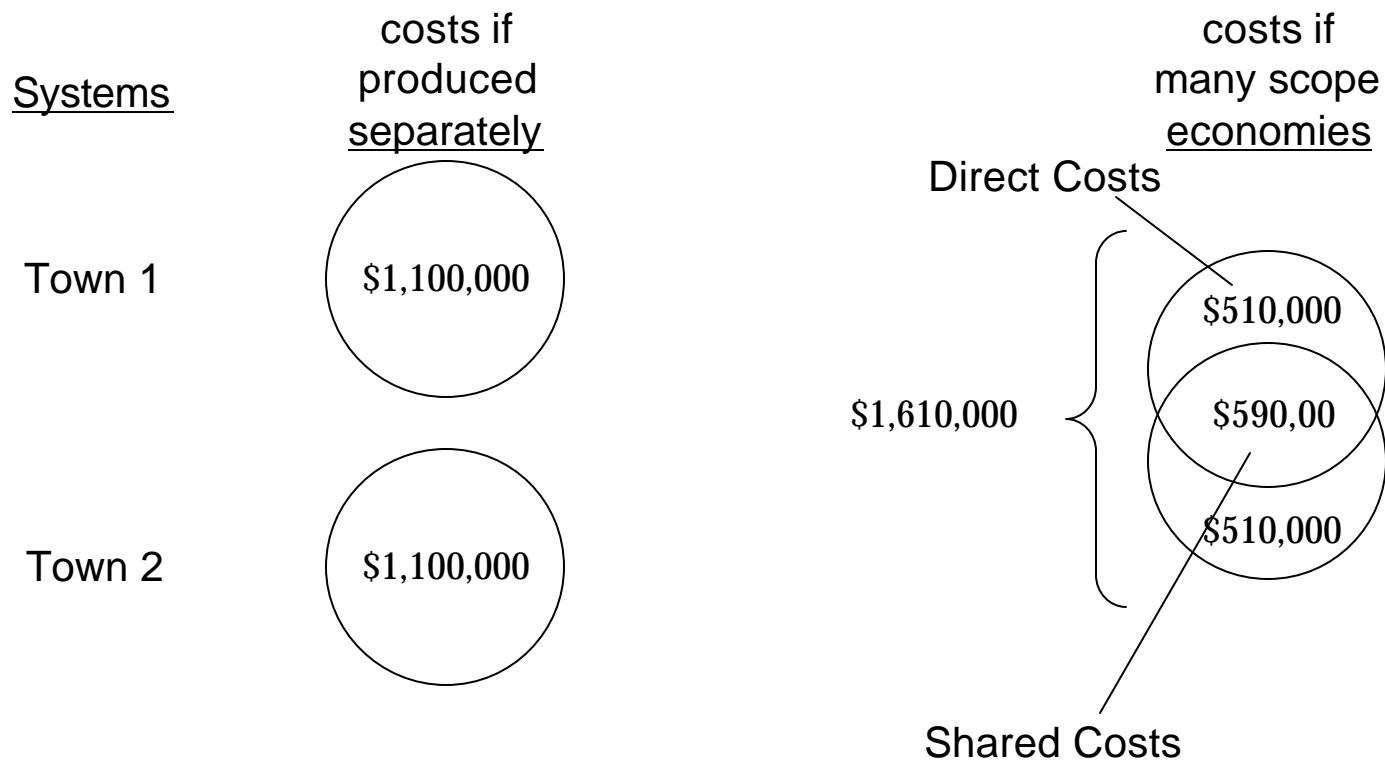 Systems
costs if
produced
separately
costs if
many scope
economies
Direct Costs
Town 1
$1,100,000
$510,000
$1,610,000
$590,00
Town 2
$1,100,000
$510,000
Shared Costs